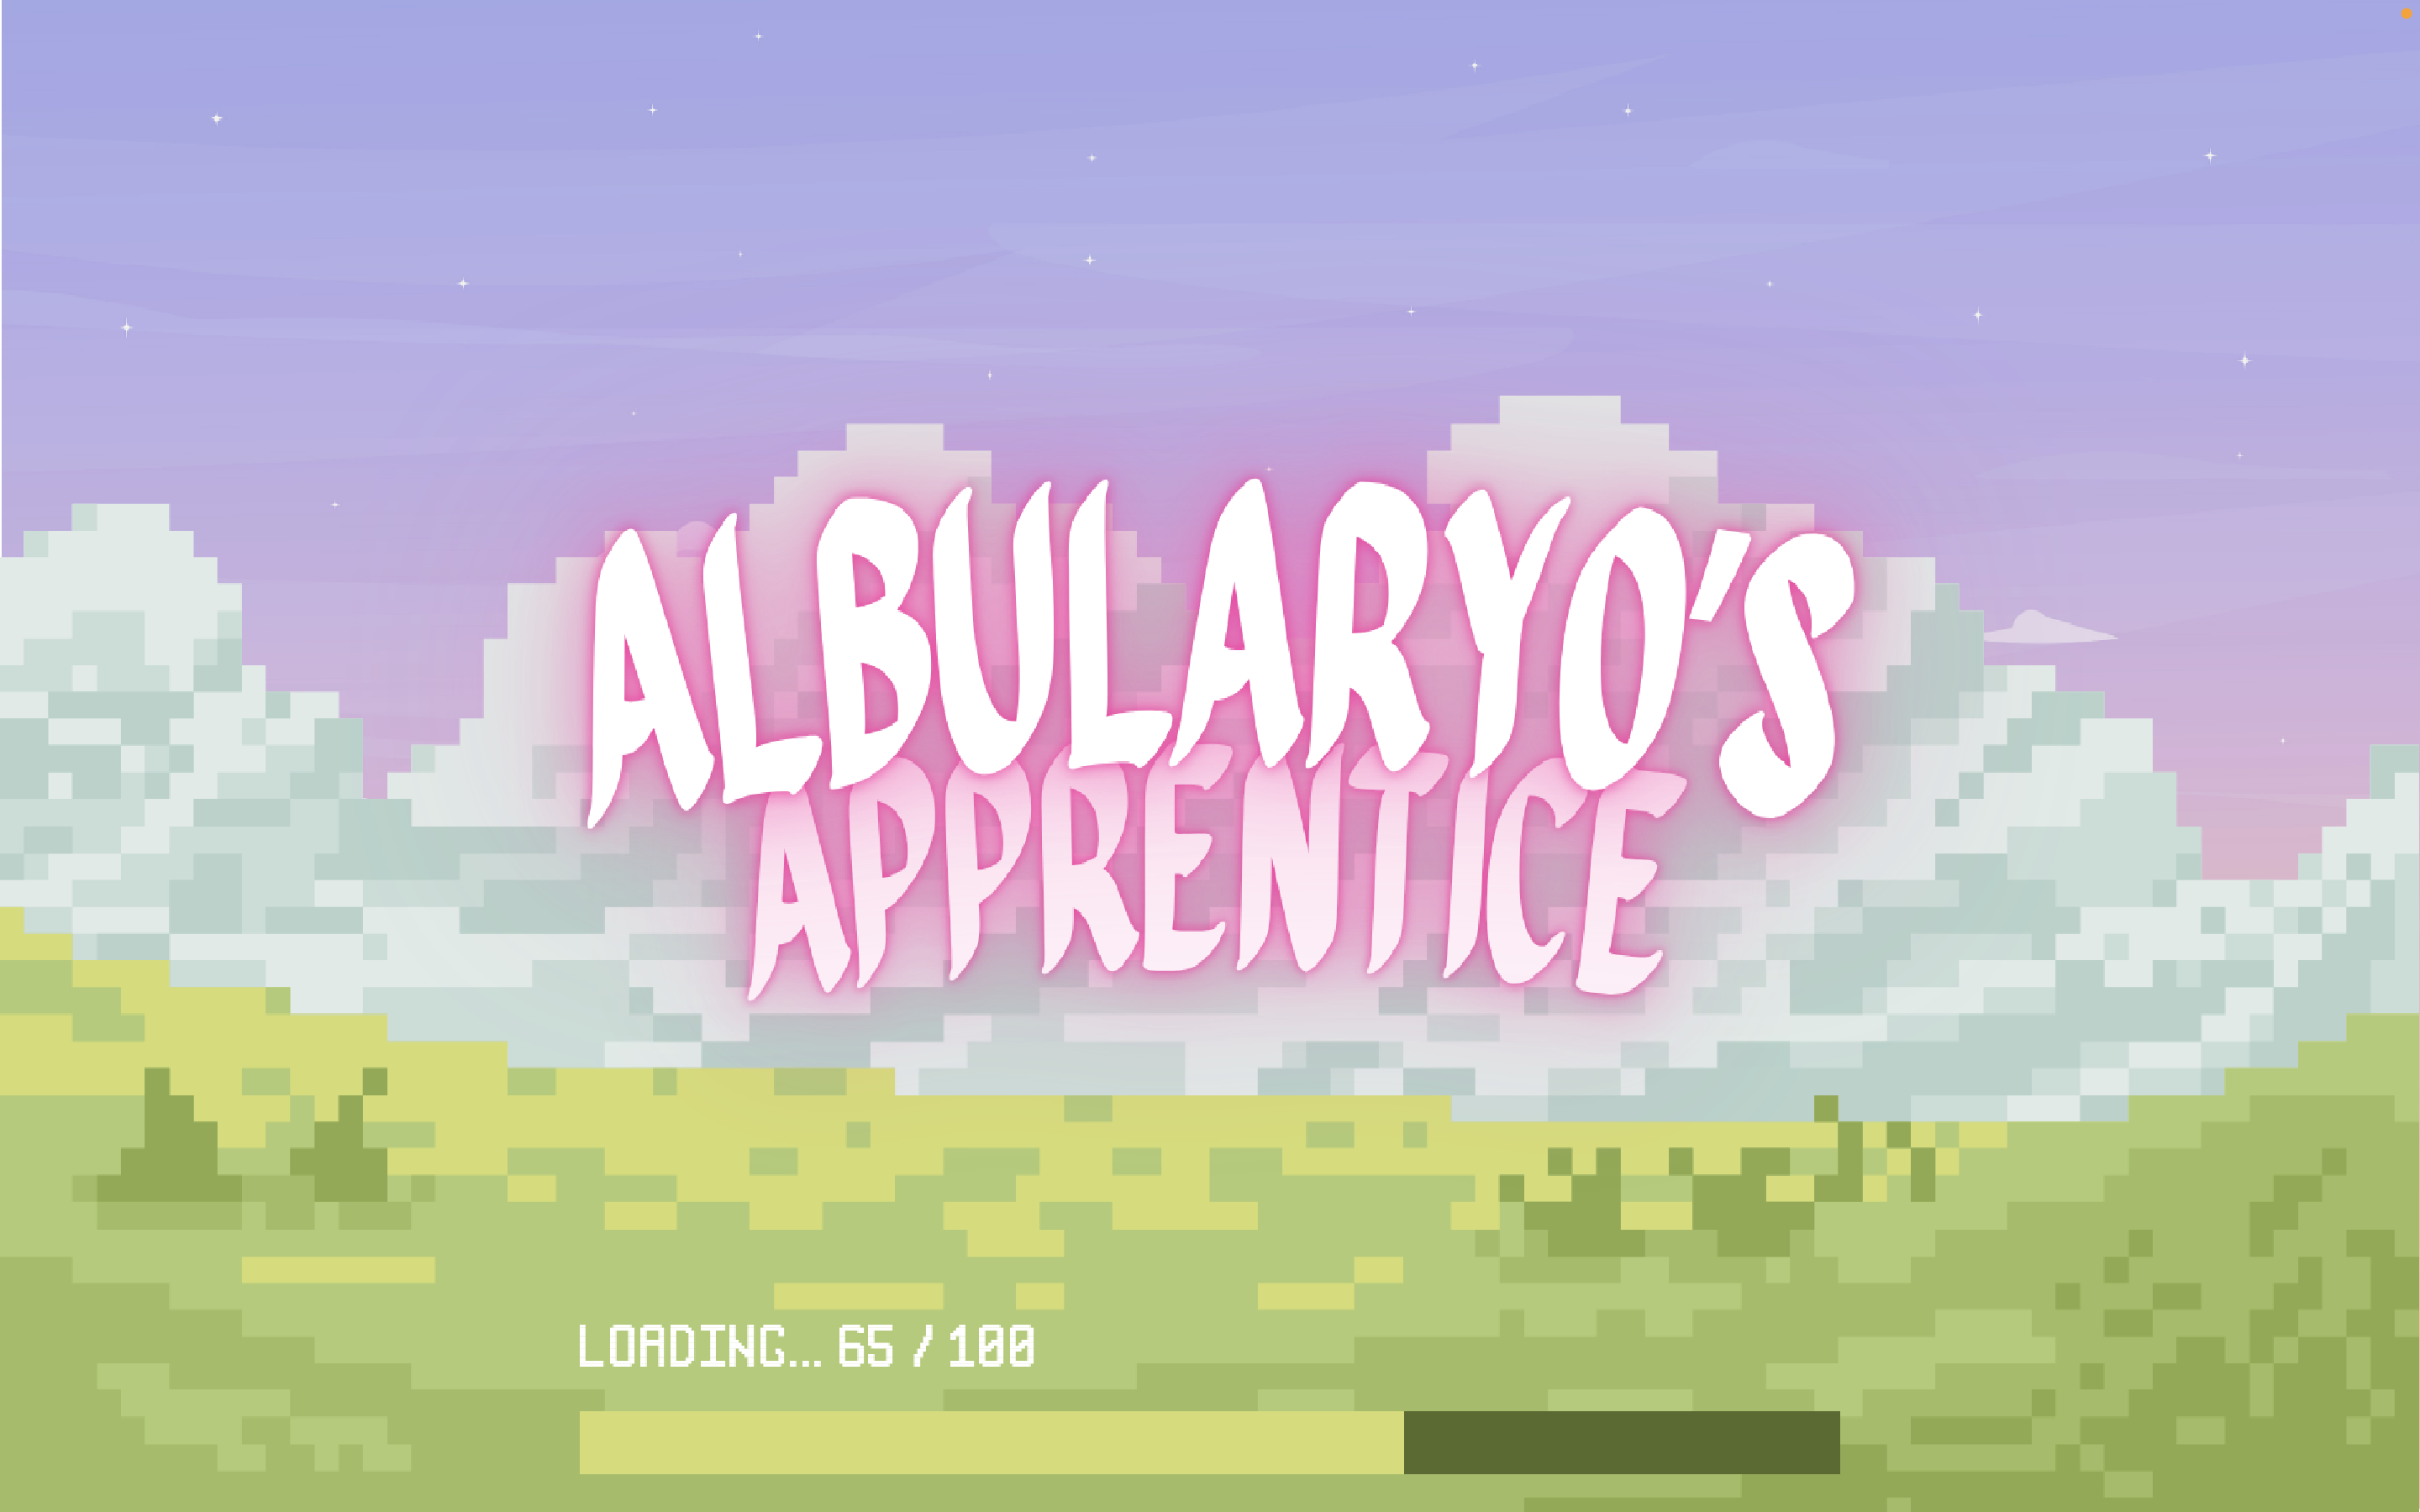 ALBULARYO'S
APPRENTICE
LOADING... 65 / 100